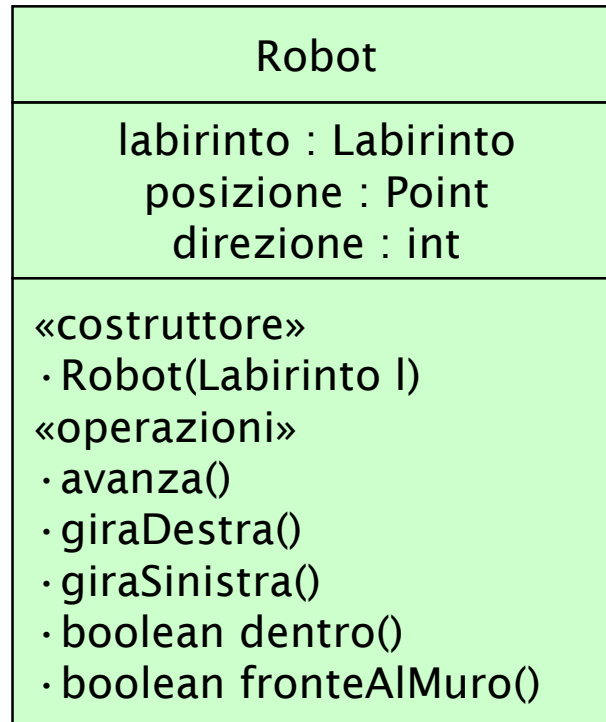 Robot
labirinto : Labirinto
posizione : Point
direzione : int
«costruttore»
· Robot(Labirinto l)
«operazioni»
· avanza()
· giraDestra()
· giraSinistra()
· boolean dentro()
· boolean fronteAlMuro()